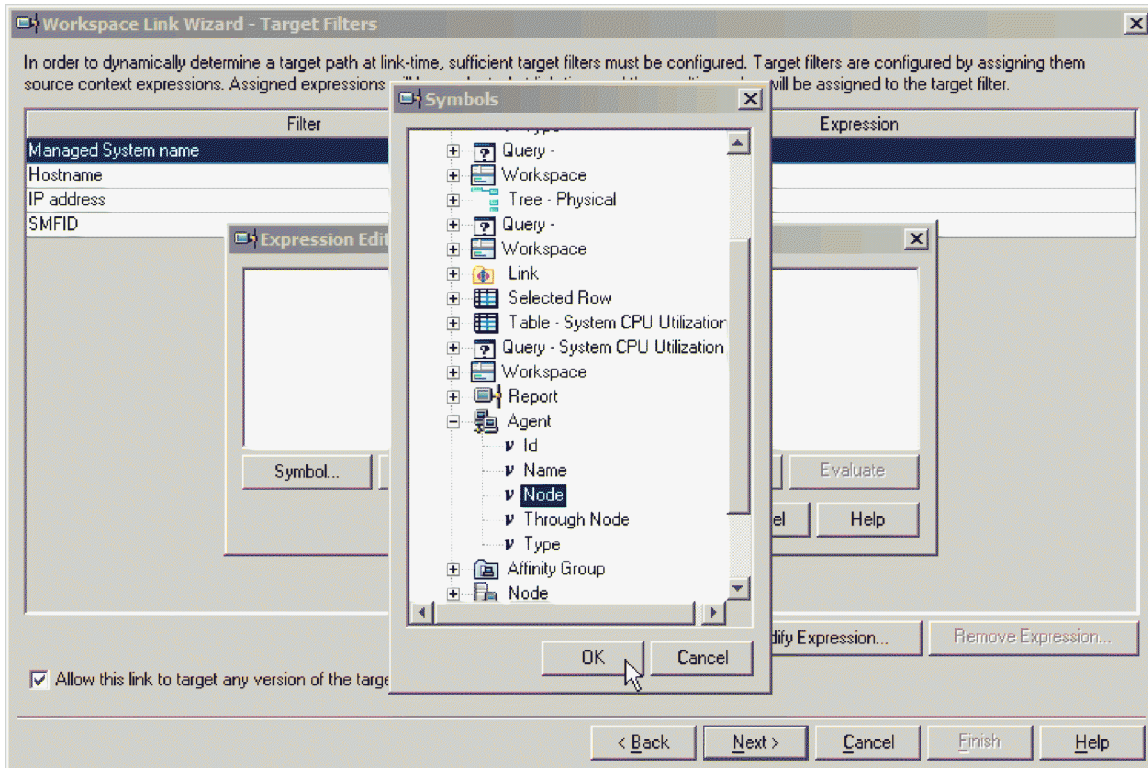 Workspace Link Wizard - Target Filters
In order to dynamically determine a target path at link-time, sufficient target filters must be configured. Target filters are configured by assigning them
source context expressions. Assigned expressions will be assigned to the target filter.
Filter
Expression
Managed System name
Hostname
IP address
SMFID
Expression Edit
Symbol...
Evaluate
Help
Symbols
Query -
Workspace
Tree - Physical
Query -
Workspace
Link
Selected Row
Table - System CPU Utilization
Query - System CPU Utilization
Workspace
Report
Agent
v Id
v Name
v Node
v Through Node
v Type
Affinity Group
Node
OK
Cancel
dify Expression...
Remove Expression...
Allow this link to target any version of the targe
< Back
Next >
Cancel
Finish
Help